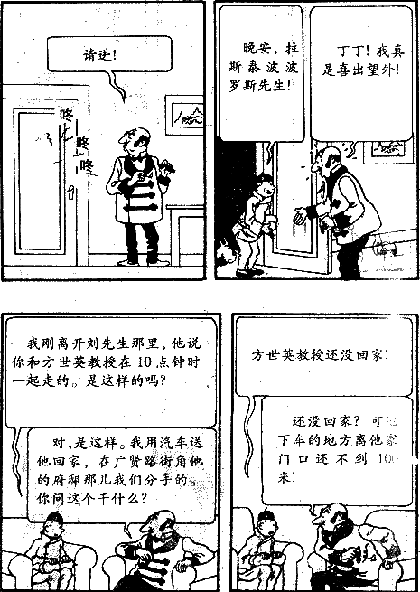 请进!
咚
咚
咚
晚安,拉
斯泰波波
罗斯先生!
丁丁!我真
是喜出望外!
我刚离开刘先生那里,他说
你和方世英教授在10点钟时
一起走的。是这样的吗?
对,是这样。我用汽车送
他回家,在广贤路街角他
的府邸那儿我们分手的。
你问这个干什么?
方世英教授还没回家!
还没回家?可
下车的地方离他家
门口还不到10
米!